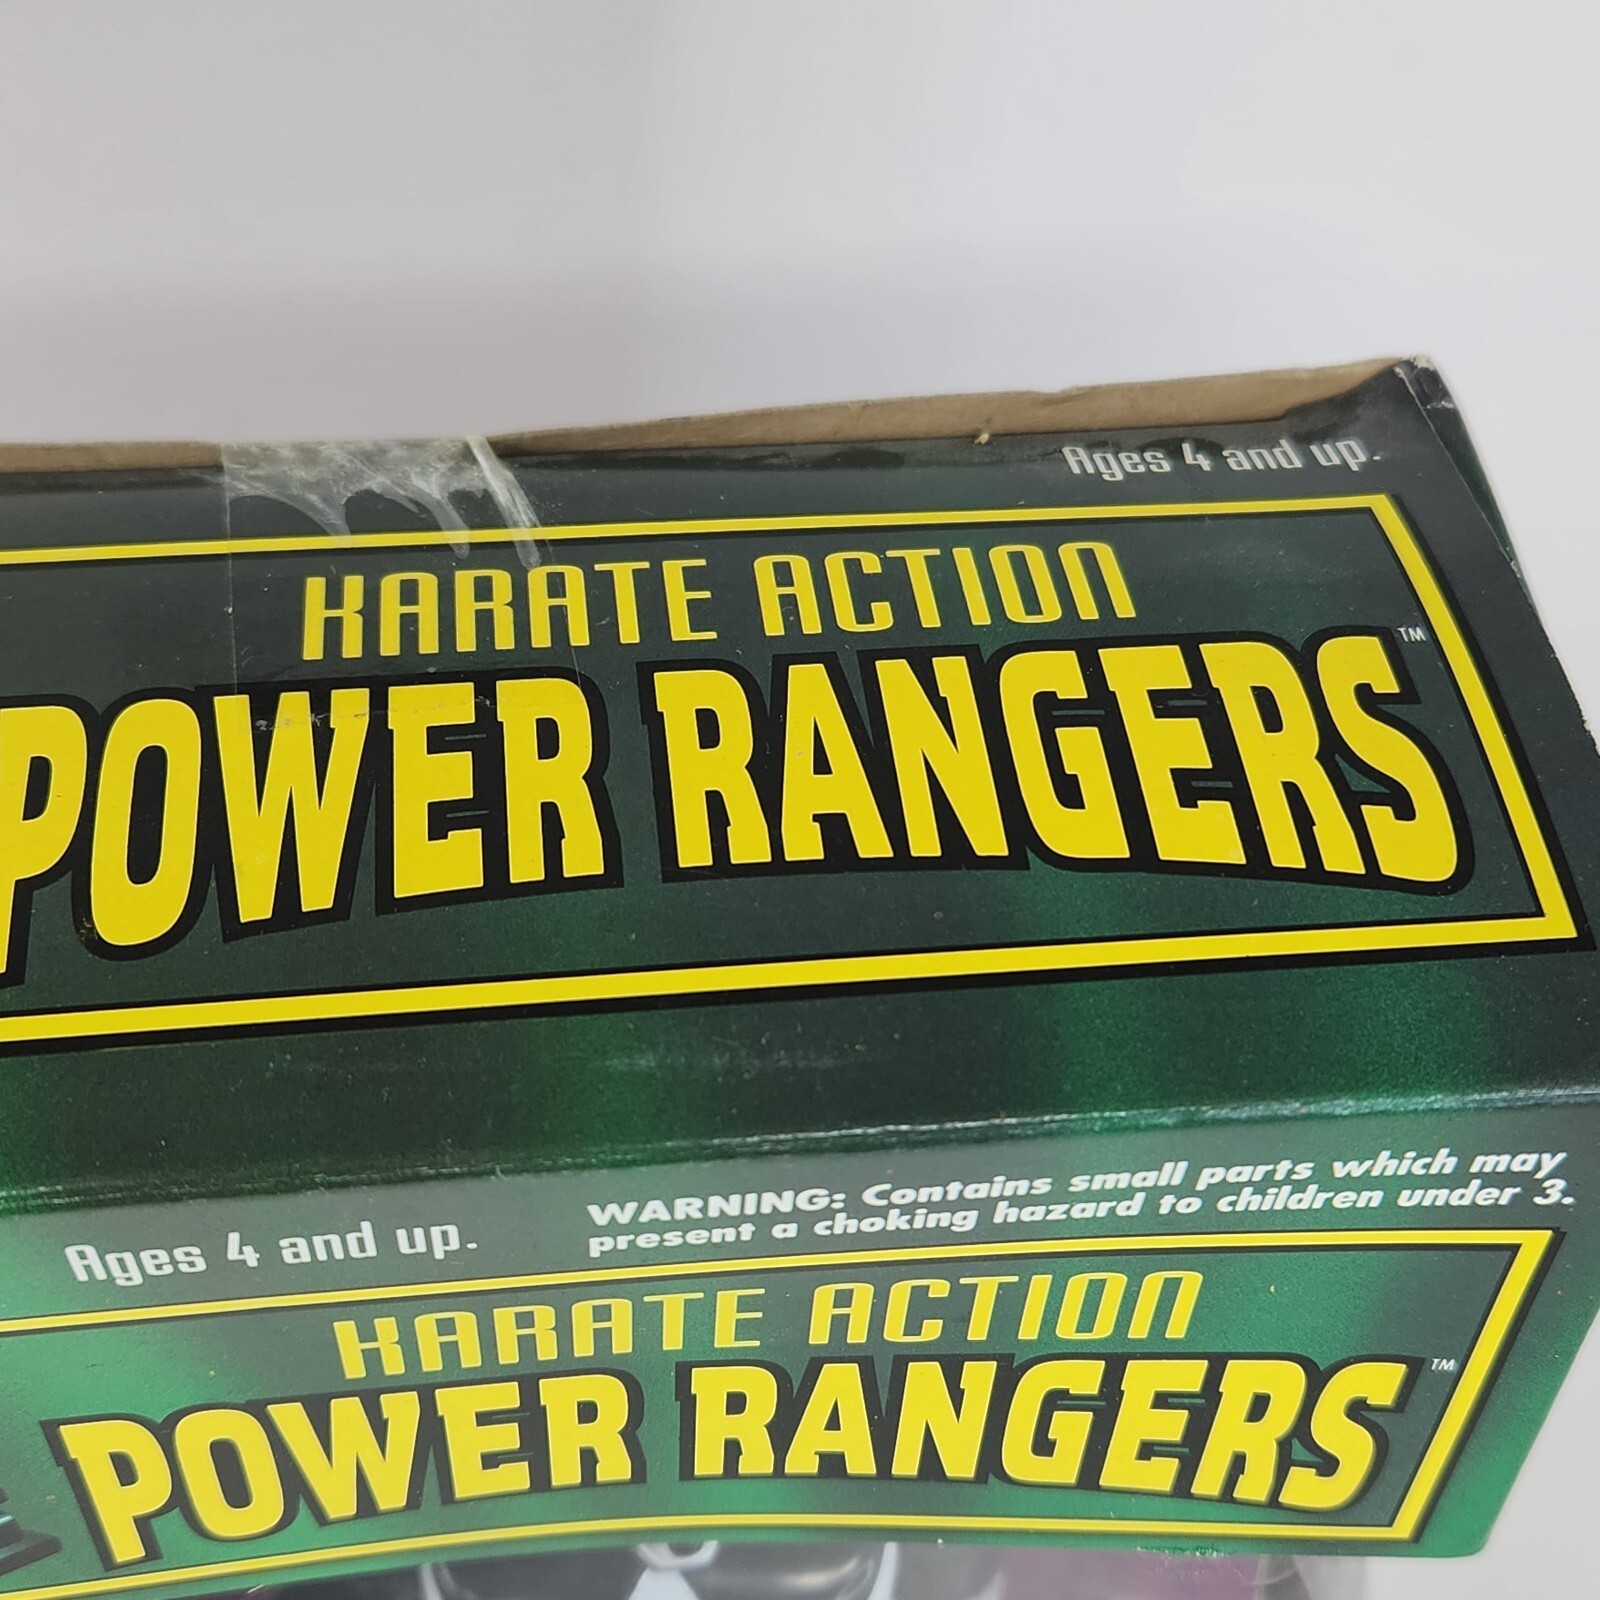 Ages 4 and up.
KARATE ACTION
POWER RANGERS™
Ages 4 and up.
WARNING: Contains small parts which may
present a choking hazard to children under 3.
KARATE ACTION
POWER RANGERS™